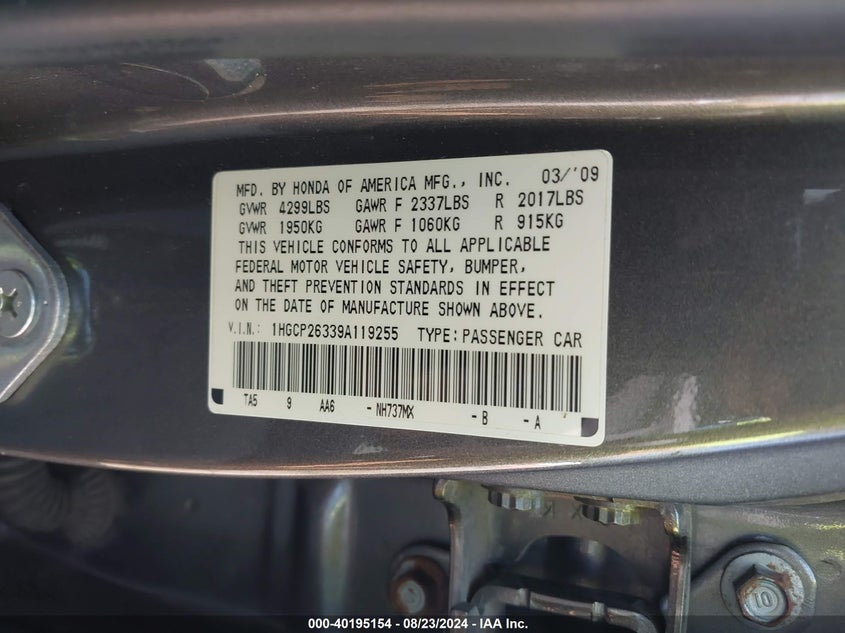 MFD. BY HONDA OF AMERICA MFG., INC. 03/'09
GVWR 4299LBS GAWR F 2337LBS R 2017LBS
GVWR 1950KG GAWR F 1060KG R 915KG
THIS VEHICLE CONFORMS TO ALL APPLICABLE
FEDERAL MOTOR VEHICLE SAFETY, BUMPER,
AND THEFT PREVENTION STANDARDS IN EFFECT
ON THE DATE OF MANUFACTURE SHOWN ABOVE.
V.I.N.: 1HGCP26339A119255 TYPE:PASSENGER CAR
TA5 9 AA6 -NH737MX -B -A
10
000-40195154 - 08/23/2024 - IAA Inc.